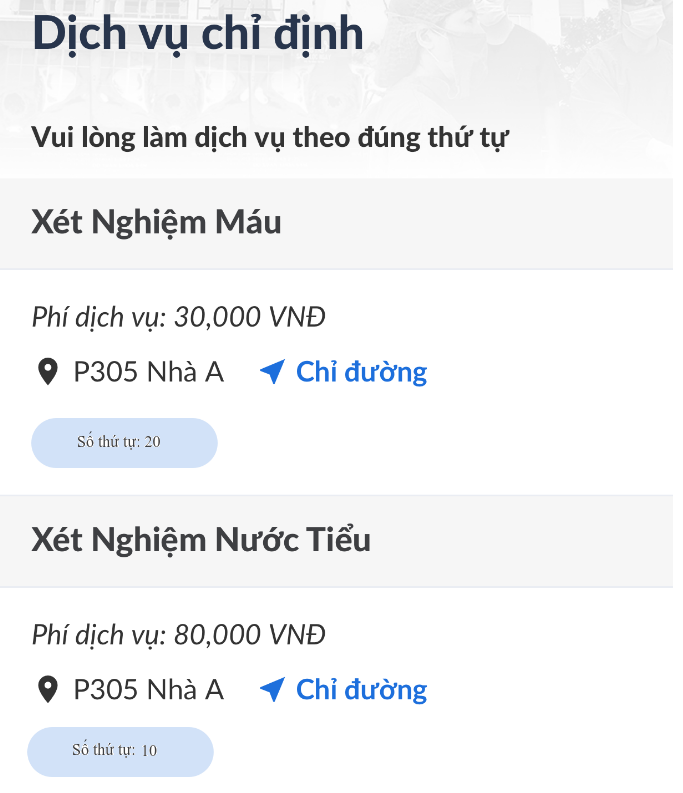 Dịch vụ chỉ định
Vui lòng làm dịch vụ theo đúng thứ tự
Xét Nghiệm Máu
Phí dịch vụ: 30,000 VNĐ
P305 Nhà A Chỉ đường
Số thứ tự: 20
Xét Nghiệm Nước Tiểu
Phí dịch vụ: 80,000 VNĐ
P305 Nhà A Chỉ đường
Số thứ tự: 10